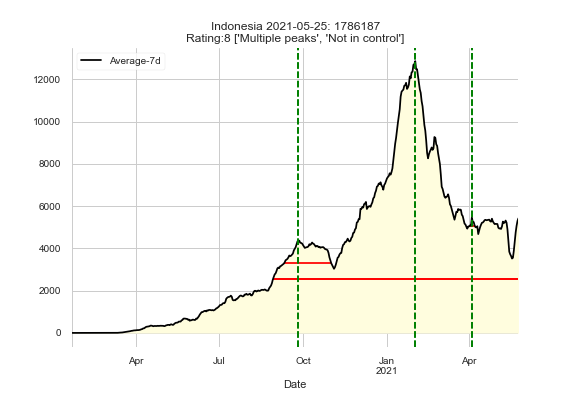 Indonesia 2021-05-25: 1786187
Rating:8 ['Multiple peaks', 'Not in control']
Average-7d
12000
10000
8000
6000
4000
2000
0
Apr Jul Oct Jan Apr
2021
Date